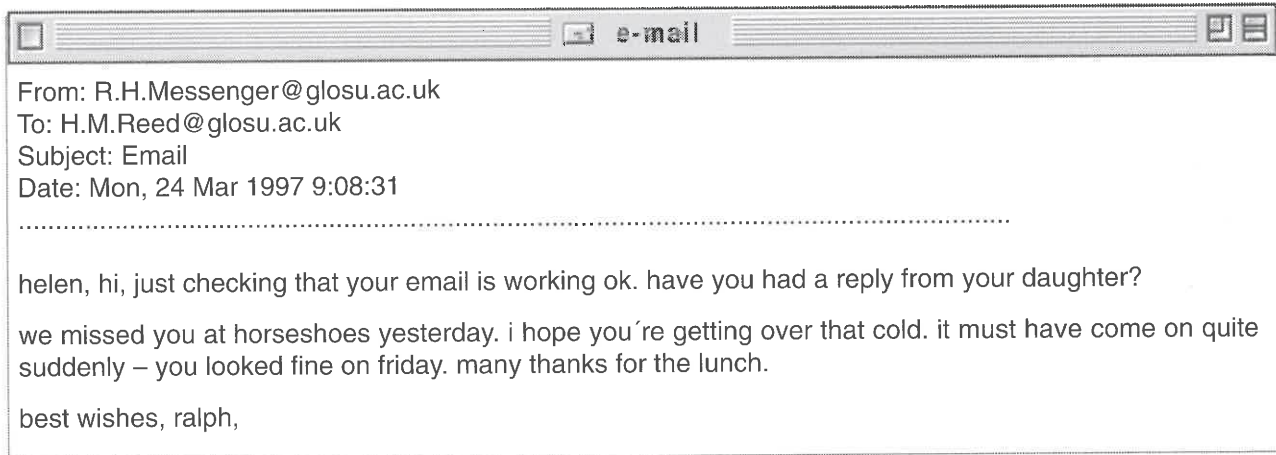 e-mail
From: R.H.Messenger@glosu.ac.uk
To: H.M.Reed@glosu.ac.uk
Subject: Email
Date: Mon, 24 Mar 1997 9:08:31
helen, hi, just checking that your email is working ok. have you had a reply from your daughter?
we missed you at horseshoes yesterday. i hope you´re getting over that cold. it must have come on quite
suddenly – you looked fine on friday. many thanks for the lunch.
best wishes, ralph,